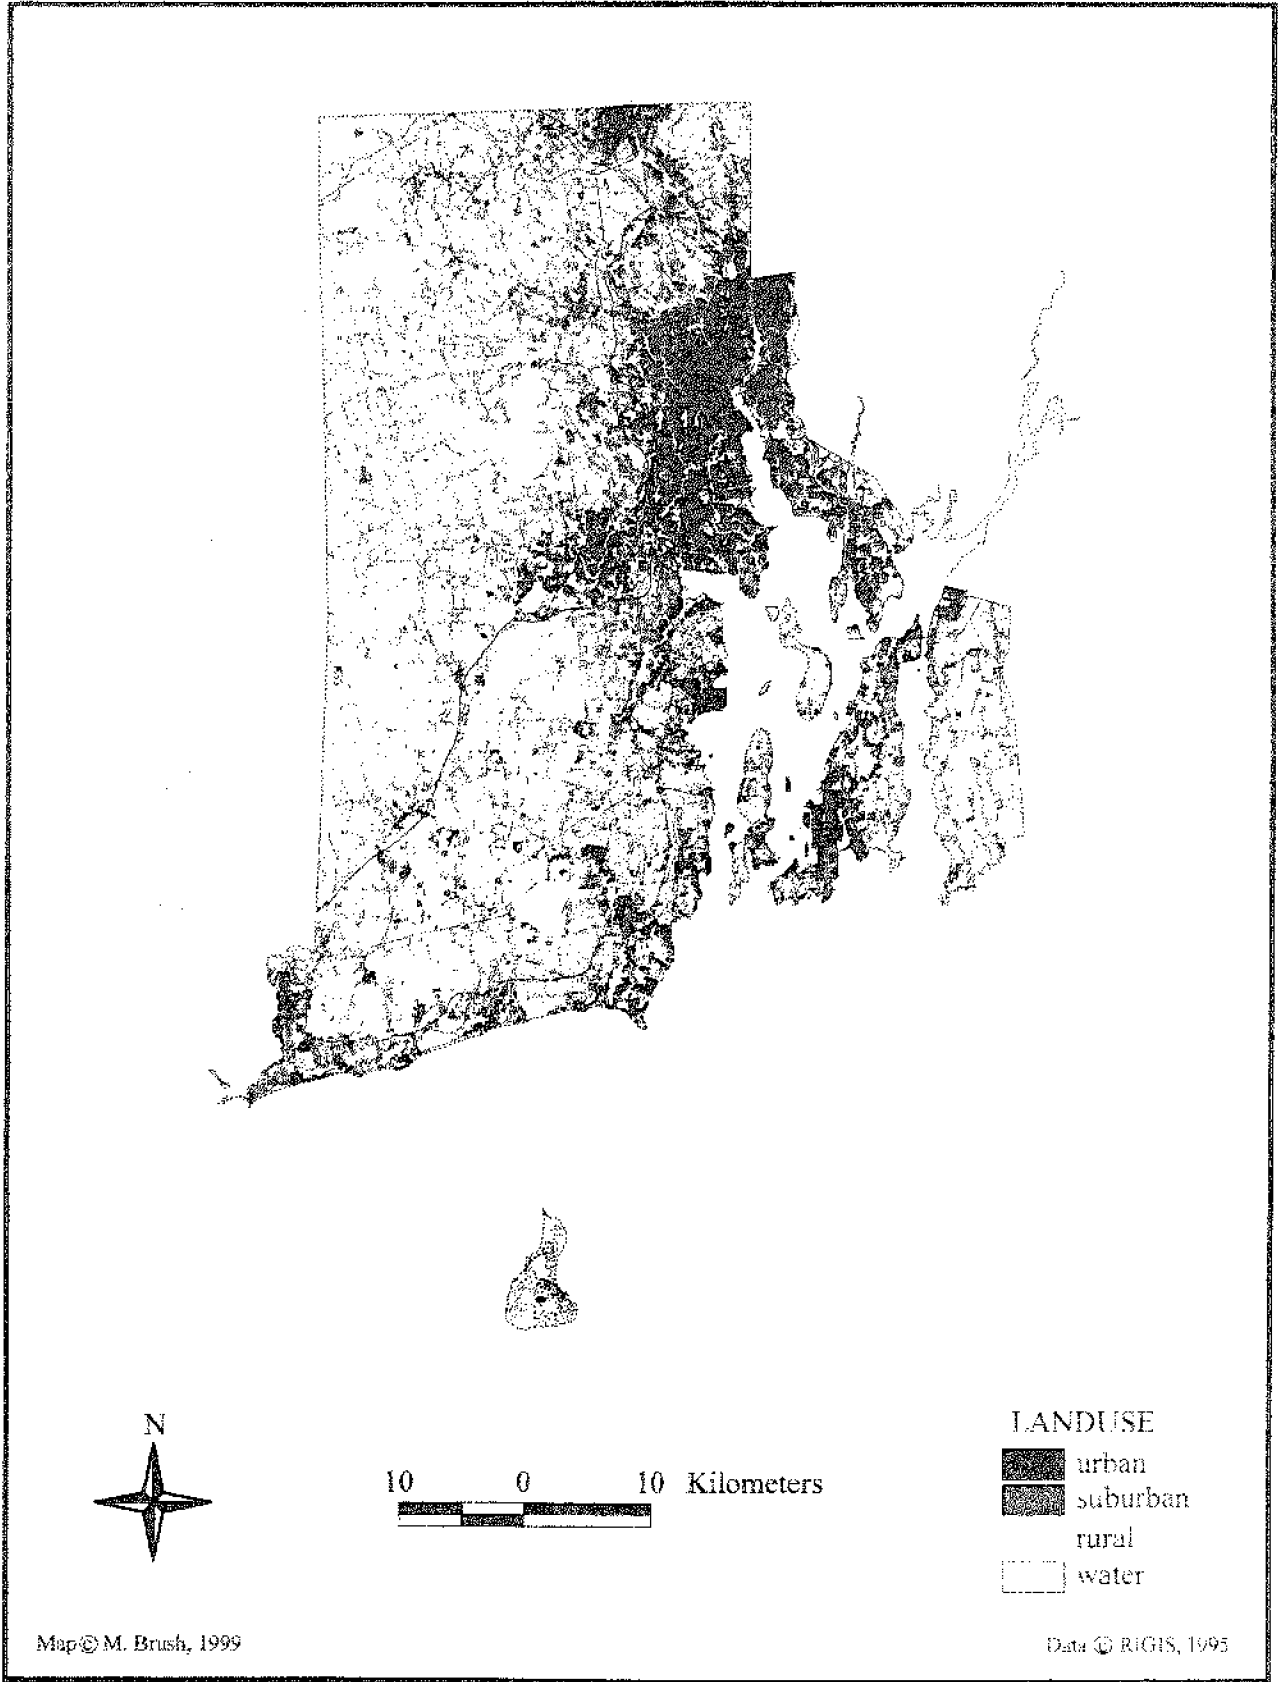 N
10 0 10 Kilometers
LANDUSE
urban
suburban
rural
water
Map © M. Brush, 1999
Data © RIGIS, 1995